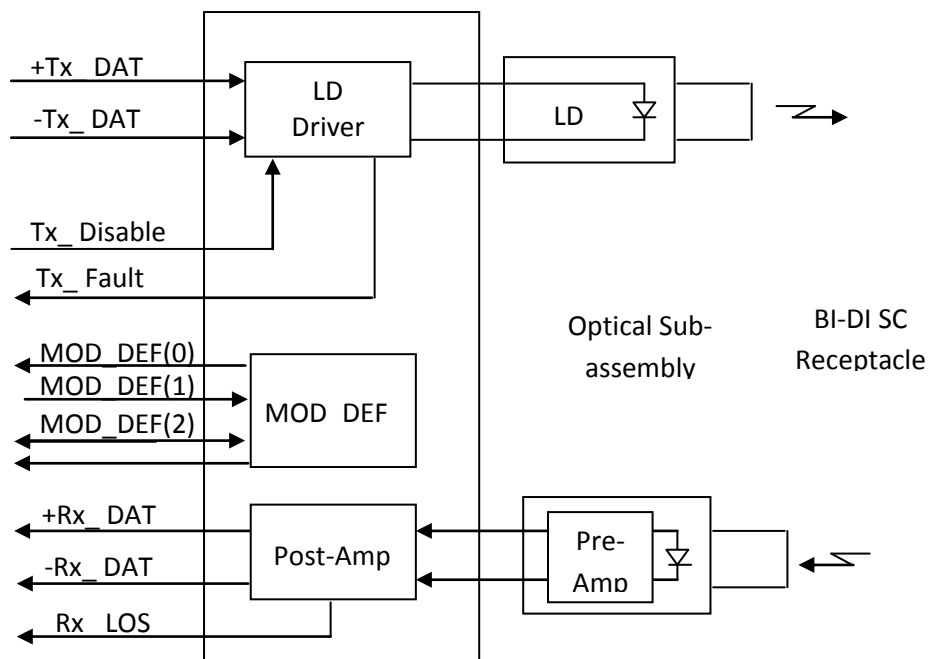 +Tx_ DAT
-Tx_ DAT
LD
Driver
LD
Tx_ Disable
Tx_ Fault
Optical Sub-
assembly
BI-DI SC
Receptacle
MOD_DEF(0)
MOD_DEF(1)
MOD_DEF(2)
MOD DEF
+Rx_ DAT
-Rx_ DAT
Rx LOS
Post-Amp
Pre-
Amp